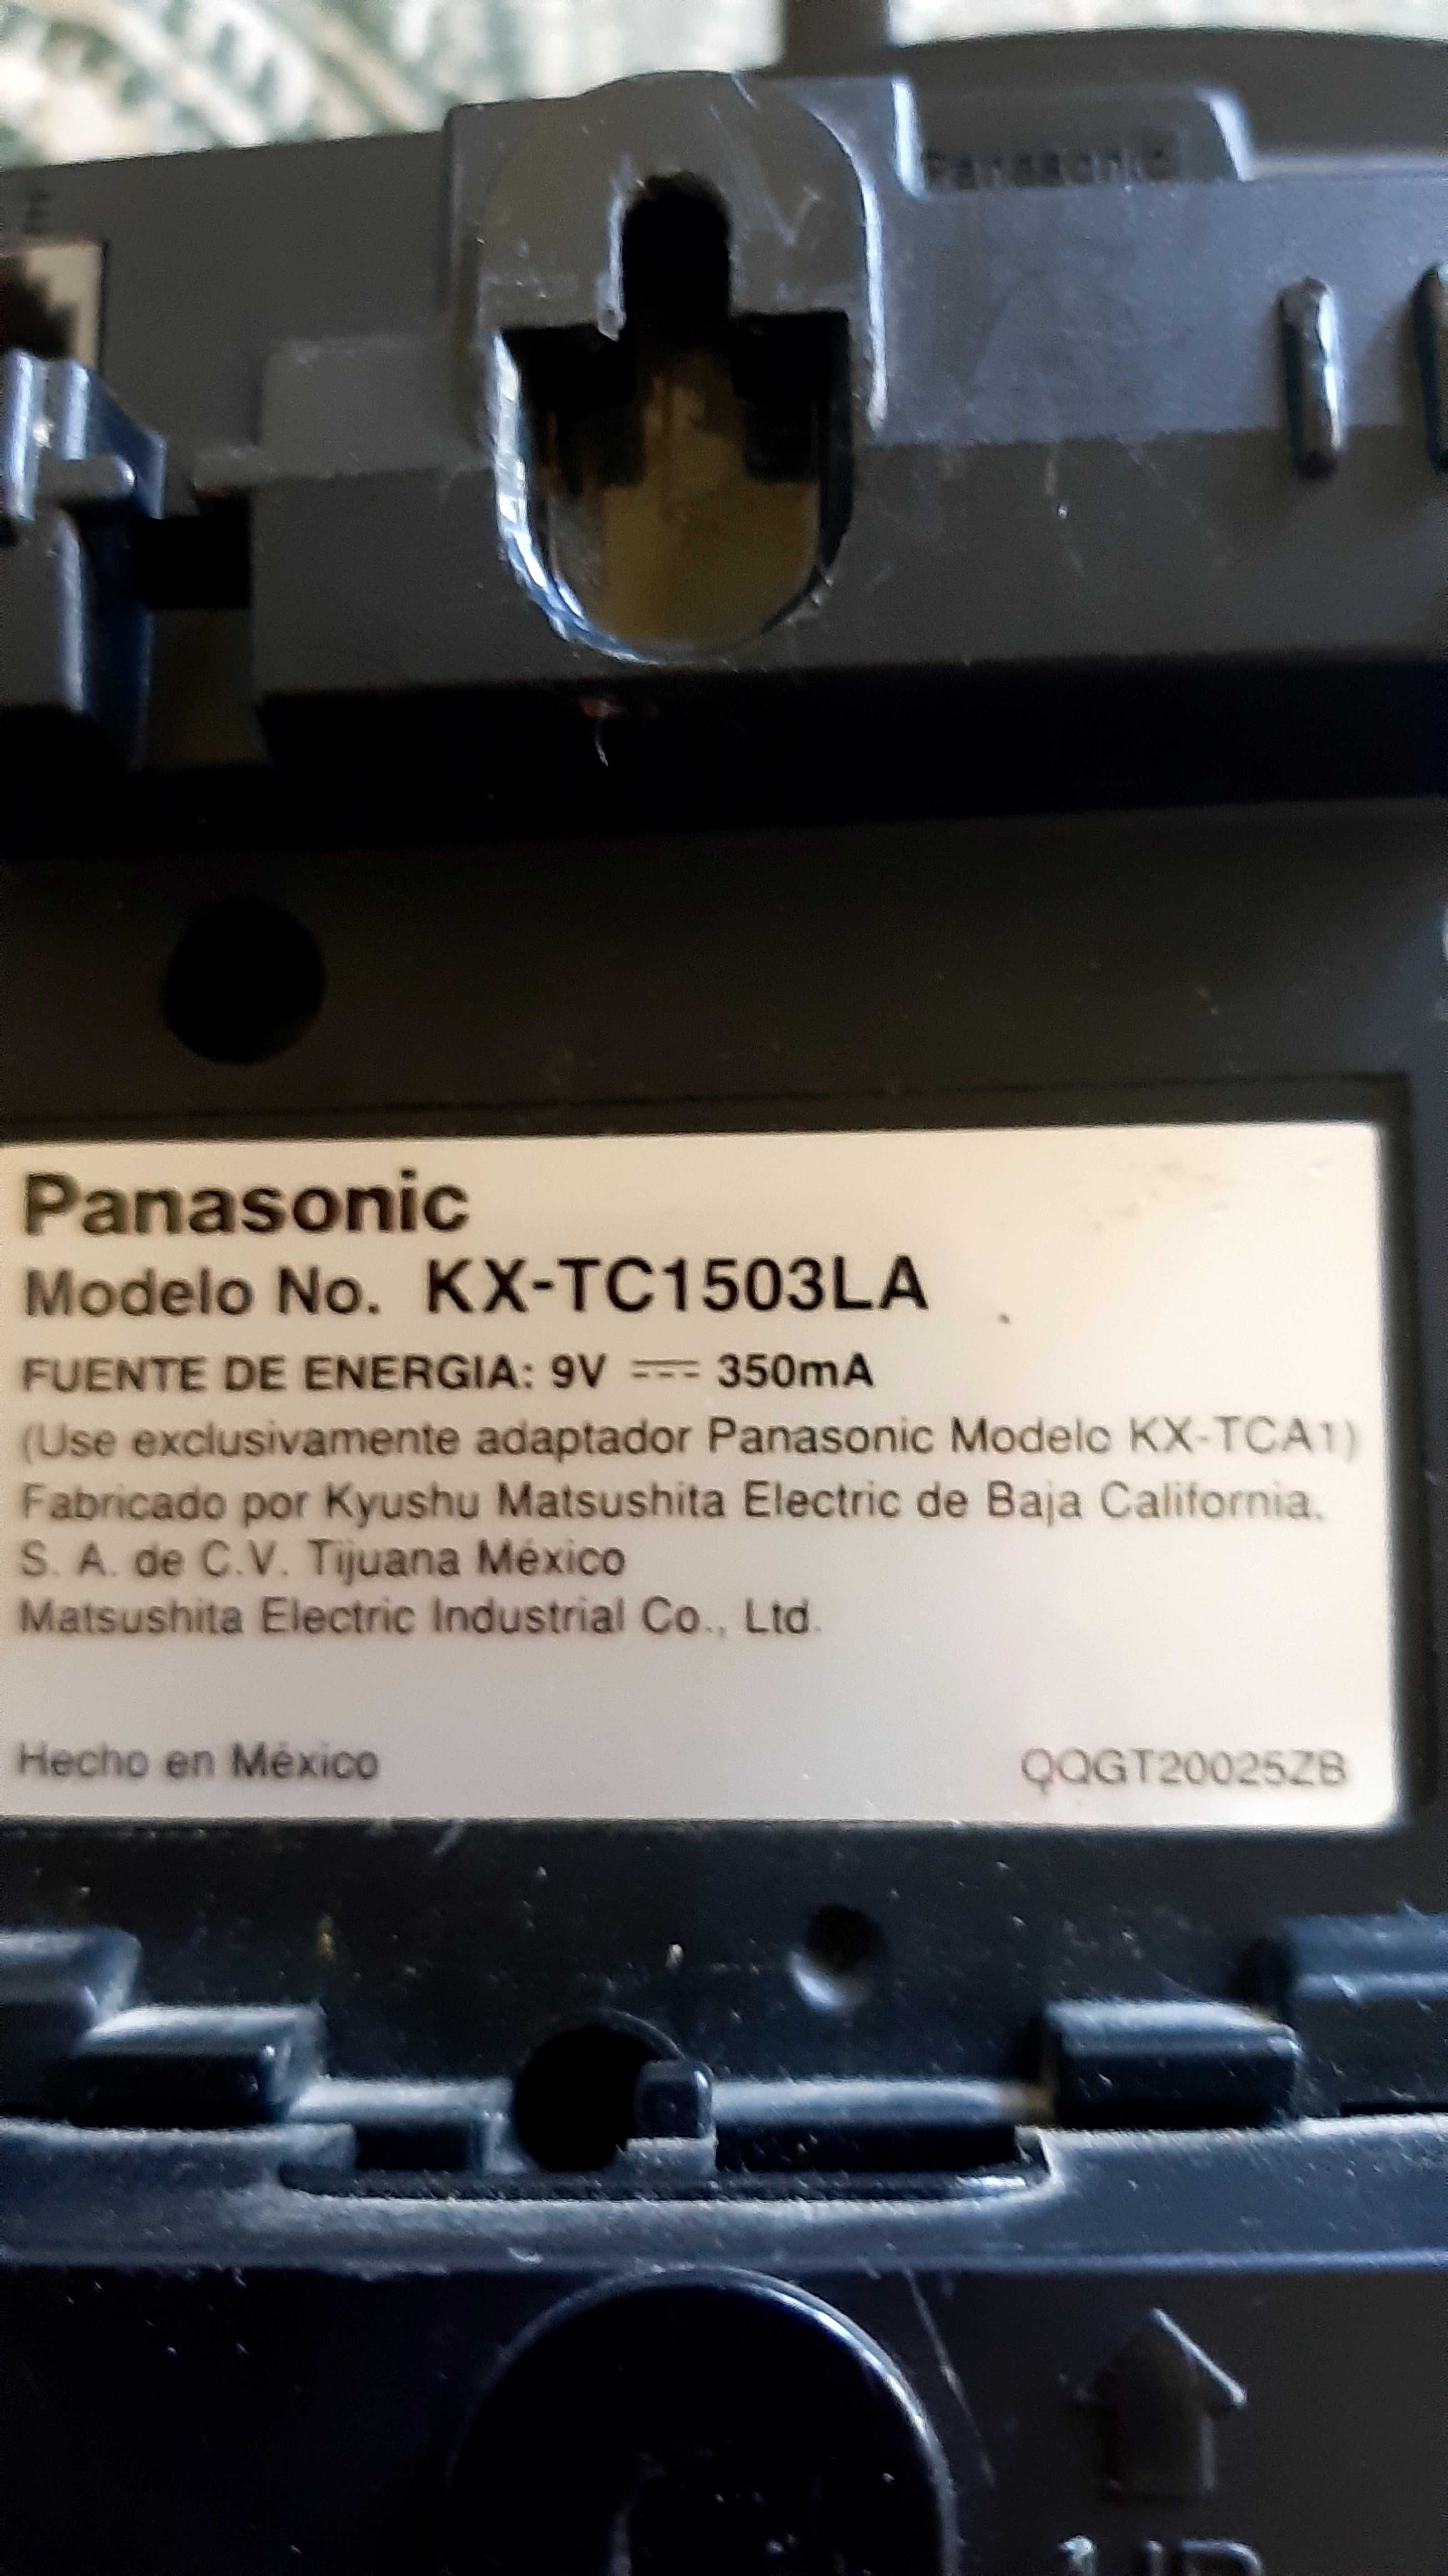 Panasonic
Panasonic
Modelo No. KX-TC1503LA
FUENTE DE ENERGIA: 9V ⎓ 350mA
(Use exclusivamente adaptador Panasonic Modelo KX-TCA1)
Fabricado por Kyushu Matsushita Electric de Baja California,
S. A. de C.V. Tijuana México
Matsushita Electric Industrial Co., Ltd.
Hecho en México QQGT20025ZB
UP